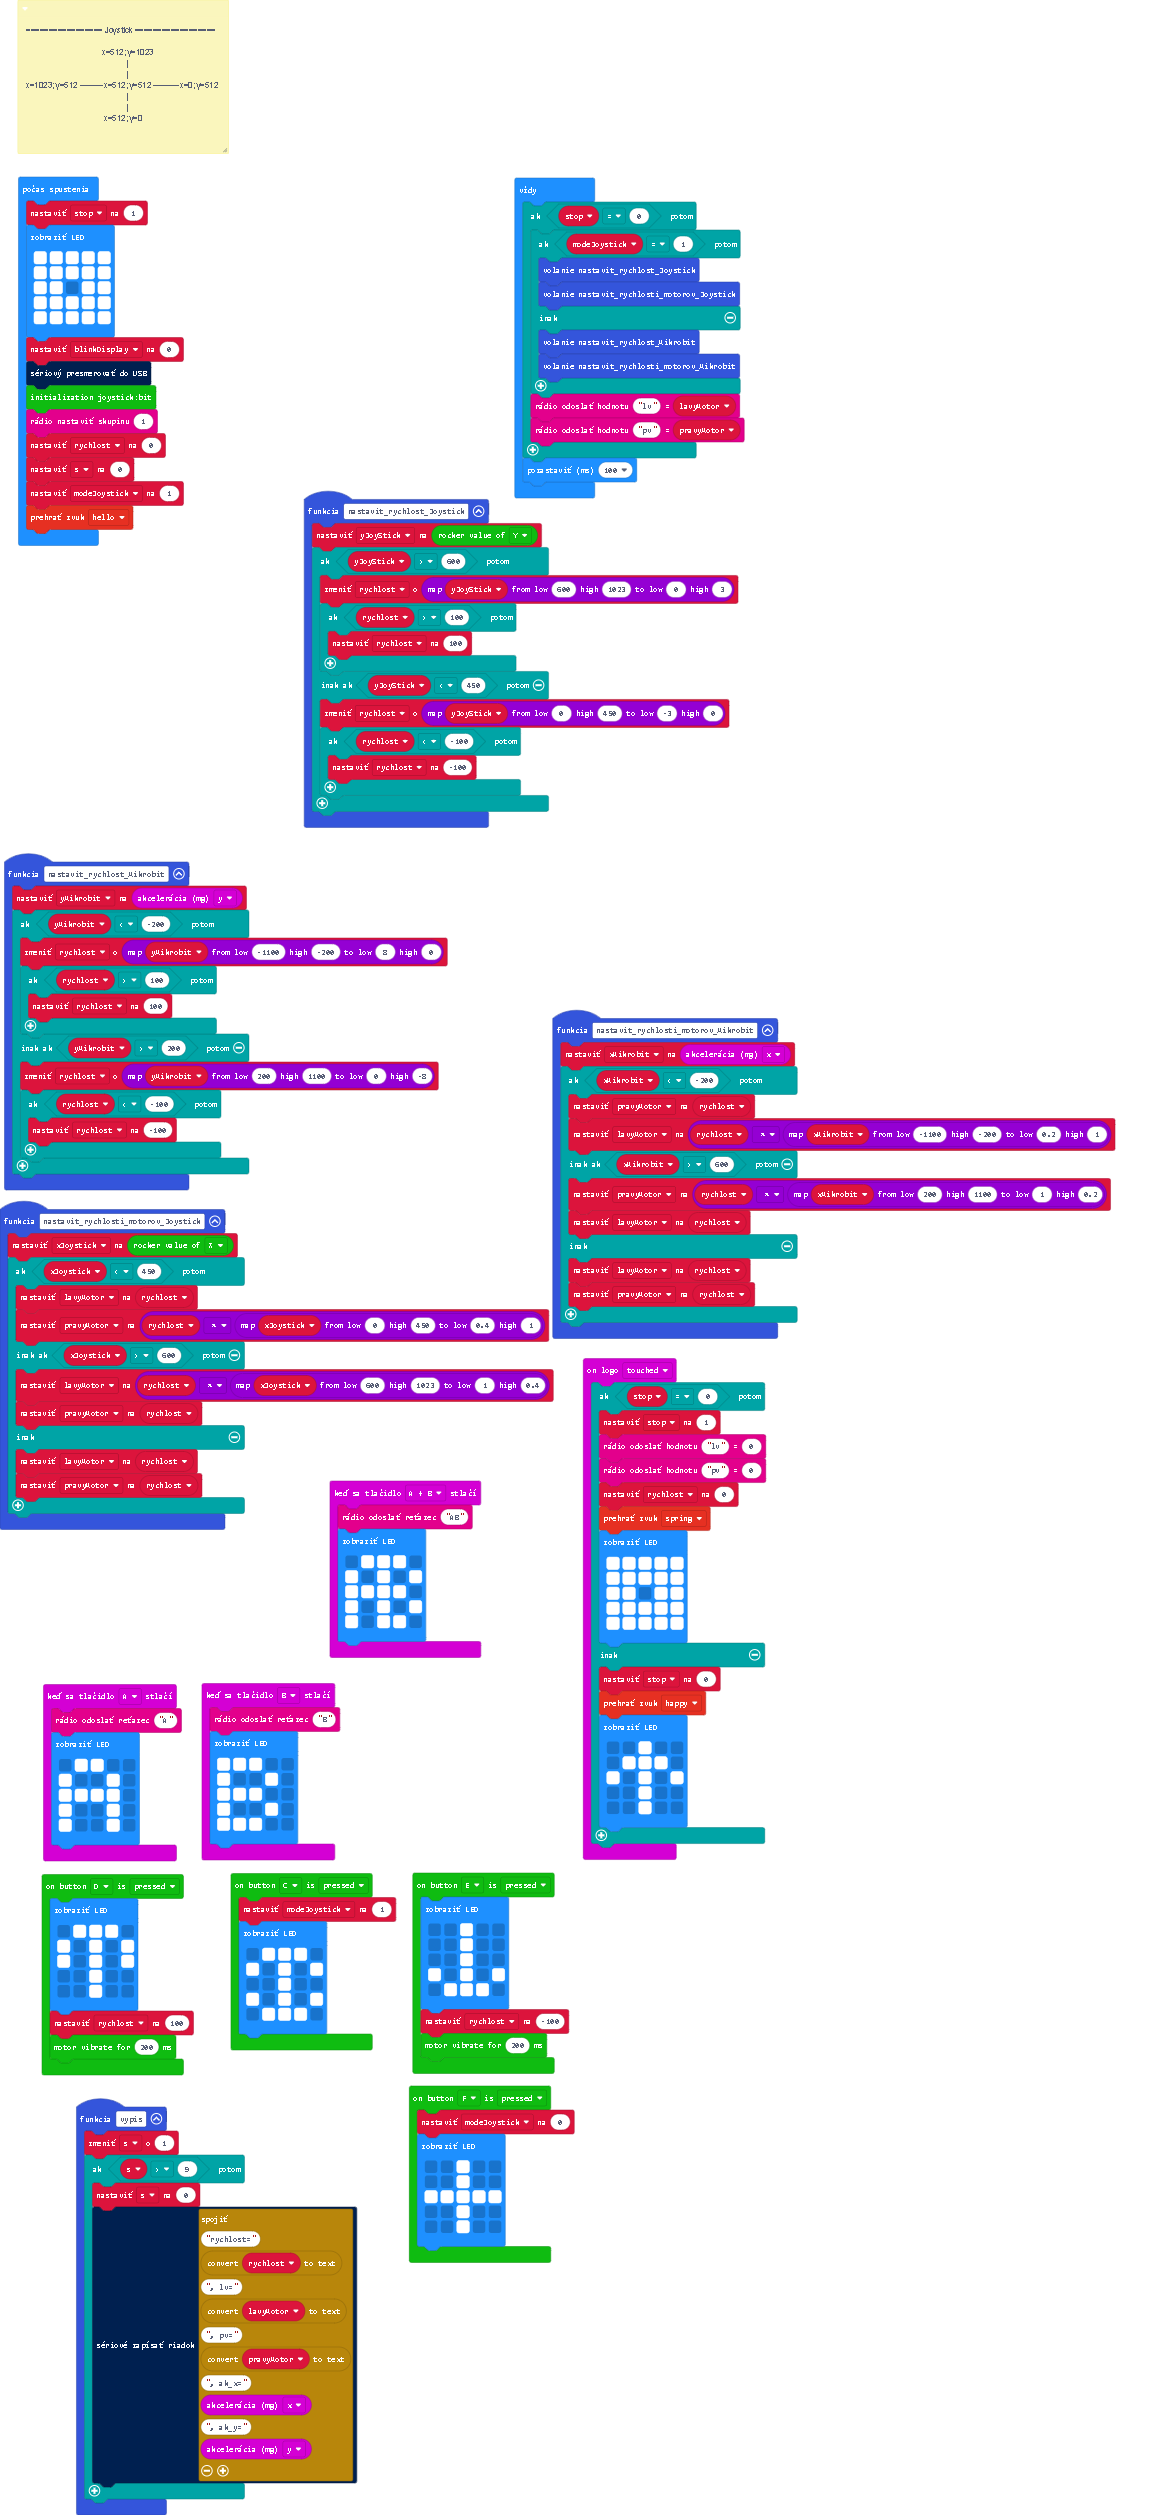 ----------------- Joystick ------------------
x=512;y=1023
|
|
x=1023;y=512 ------x=512;y=512 -------x=0;y=512
|
|
x=512;y=0
počas spustenia
nastaviť stop na 1
zobraziť LED
nastaviť blinkDisplay na 0
sériový presmerovať do USB
initialization joystick:bit
rádio nastaviť skupinu 1
nastaviť rychlost na 0
nastaviť s na 0
nastaviť modeJoystick na 1
prehrať zvuk hello
vždy
ak stop = 0 potom
ak modeJoystick = 1 potom
volanie nastavit_rychlost_Joystick
volanie nastavit_rychlosti_motorov_Joystick
inak
volanie nastavit_rychlost_Mikrobit
volanie nastavit_rychlosti_motorov_Mikrobit
rádio odoslať hodnotu "lv" = lavyMotor
rádio odoslať hodnotu "pv" = pravyMotor
pozastaviť (ms) 100
funkcia nastavit_rychlost_Joystick
nastaviť yJoyStick na rocker value of Y
ak yJoyStick > 600 potom
zmeniť rychlost o map yJoyStick from low 600 high 1023 to low 0 high 3
ak rychlost > 100 potom
nastaviť rychlost na 100
inak ak yJoyStick < 450 potom
zmeniť rychlost o map yJoyStick from low 0 high 450 to low -3 high 0
ak rychlost < -100 potom
nastaviť rychlost na -100
funkcia nastavit_rychlost_Mikrobit
nastaviť yMikrobit na akcelerácia (mg) y
ak yMikrobit < -200 potom
zmeniť rychlost o map yMikrobit from low -1100 high -200 to low 8 high 0
ak rychlost > 100 potom
nastaviť rychlost na 100
inak ak yMikrobit > 200 potom
zmeniť rychlost o map yMikrobit from low 200 high 1100 to low 0 high -8
ak rychlost < -100 potom
nastaviť rychlost na -100
funkcia nastavit_rychlosti_motorov_Mikrobit
nastaviť xMikrobit na akcelerácia (mg) x
ak xMikrobit < -200 potom
nastaviť pravyMotor na rychlost
nastaviť lavyMotor na rychlost × map xMikrobit from low -1100 high -200 to low 0.2 high 1
inak ak xMikrobit > 600 potom
nastaviť pravyMotor na rychlost × map xMikrobit from low 200 high 1100 to low 1 high 0.2
nastaviť lavyMotor na rychlost
inak
nastaviť lavyMotor na rychlost
nastaviť pravyMotor na rychlost
funkcia nastavit_rychlosti_motorov_Joystick
nastaviť xJoystick na rocker value of X
ak xJoystick < 450 potom
nastaviť lavyMotor na rychlost
nastaviť pravyMotor na rychlost × map xJoystick from low 0 high 450 to low 0.4 high 1
inak ak xJoystick > 600 potom
nastaviť lavyMotor na rychlost × map xJoystick from low 600 high 1023 to low 1 high 0.4
nastaviť pravyMotor na rychlost
inak
nastaviť lavyMotor na rychlost
nastaviť pravyMotor na rychlost
on logo touched
ak stop = 0 potom
nastaviť stop na 1
rádio odoslať hodnotu "lv" = 0
rádio odoslať hodnotu "pv" = 0
nastaviť rychlost na 0
prehrať zvuk spring
zobraziť LED
inak
nastaviť stop na 0
prehrať zvuk happy
zobraziť LED
keď sa tlačidlo A + B stlačí
rádio odoslať reťazec "AB"
zobraziť LED
keď sa tlačidlo A stlačí
rádio odoslať reťazec "A"
zobraziť LED
keď sa tlačidlo B stlačí
rádio odoslať reťazec "B"
zobraziť LED
on button D is pressed
zobraziť LED
nastaviť rychlost na 100
motor vibrate for 200 ms
on button C is pressed
nastaviť modeJoystick na 1
zobraziť LED
on button E is pressed
zobraziť LED
nastaviť rychlost na -100
motor vibrate for 200 ms
on button F is pressed
nastaviť modeJoystick na 0
zobraziť LED
funkcia vypis
zmeniť s o 1
ak s > 9 potom
nastaviť s na 0
sériové zapísať riadok
spojiť
"rychlost="
convert rychlost to text
", lv="
convert lavyMotor to text
", pv="
convert pravyMotor to text
", ak_x="
akcelerácia (mg) x
", ak_y="
akcelerácia (mg) y